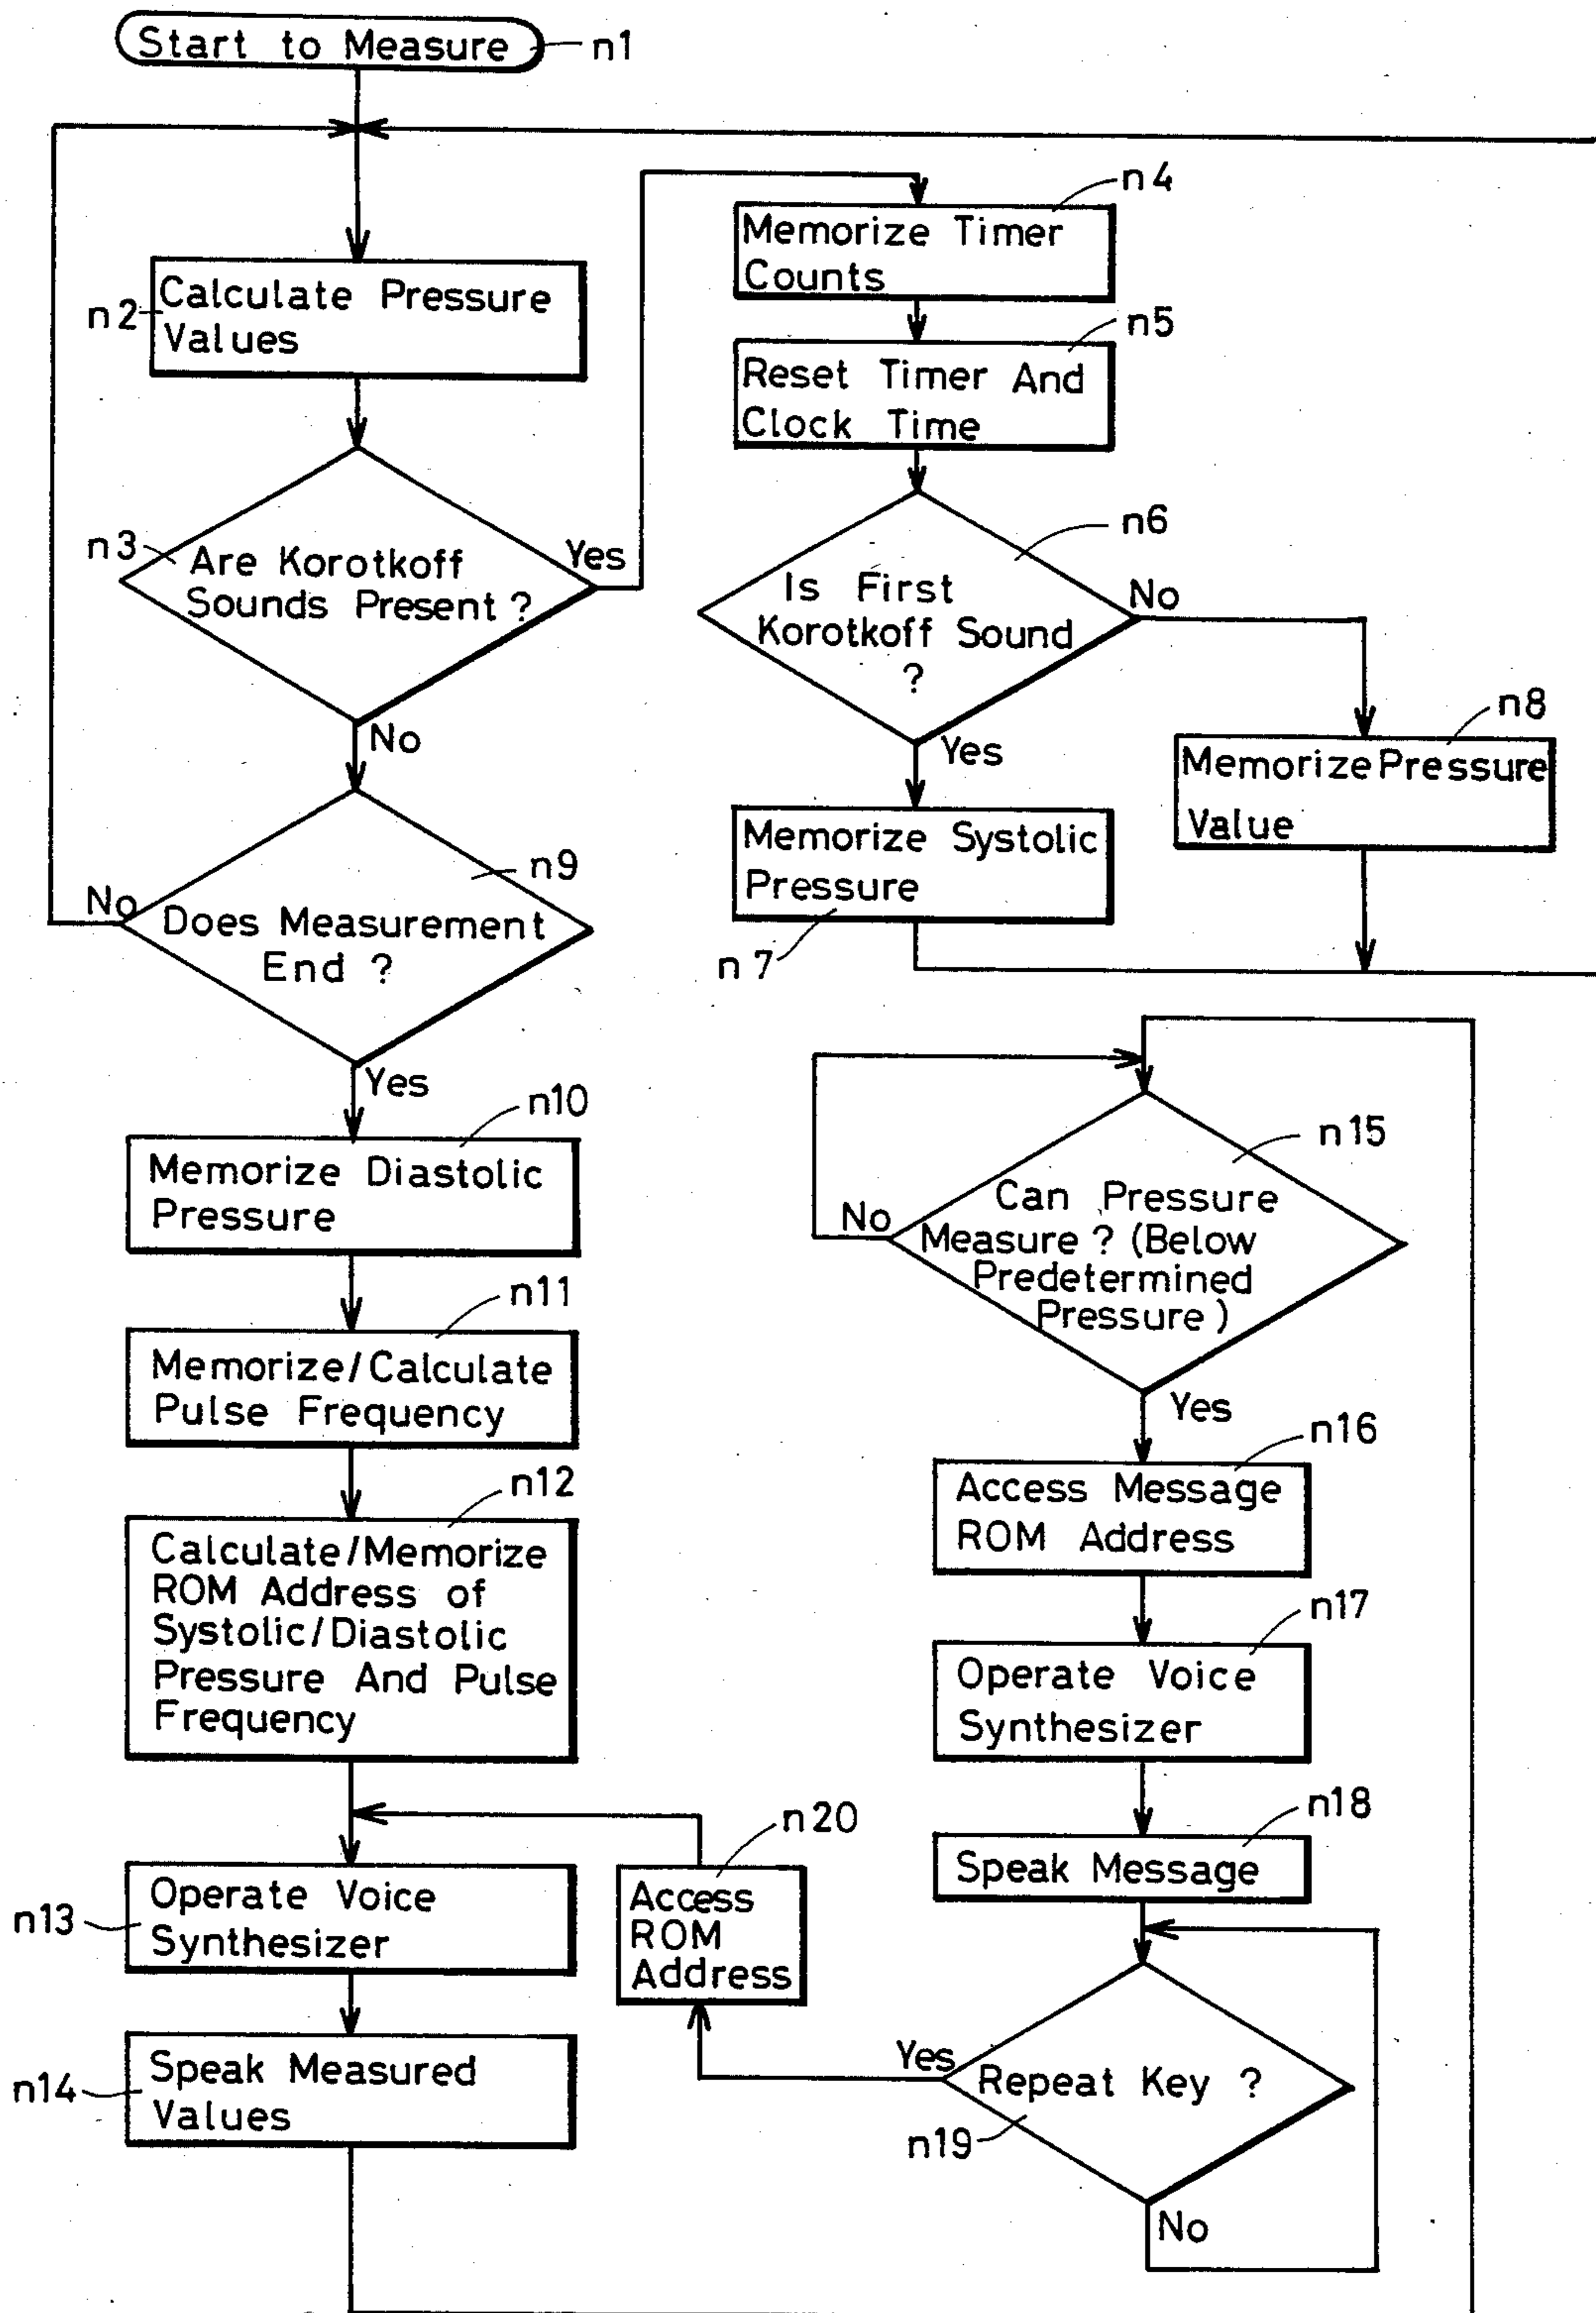 Start to Measure
n1
n2
Calculate Pressure
Values
n3
Are Korotkoff
Sounds Present ?
Yes
No
n4
Memorize Timer
Counts
n5
Reset Timer And
Clock Time
n6
Is First
Korotkoff Sound
?
No
Yes
n7
Memorize Systolic
Pressure
n8
Memorize Pressure
Value
n9
No
Does Measurement
End ?
Yes
n10
Memorize Diastolic
Pressure
n11
Memorize/Calculate
Pulse Frequency
n12
Calculate/Memorize
ROM Address of
Systolic/Diastolic
Pressure And Pulse
Frequency
n13
Operate Voice
Synthesizer
n14
Speak Measured
Values
n15
No
Can Pressure
Measure ? (Below
Predetermined
Pressure)
Yes
n16
Access Message
ROM Address
n17
Operate Voice
Synthesizer
n18
Speak Message
n19
Yes
Repeat Key ?
No
n20
Access
ROM
Address